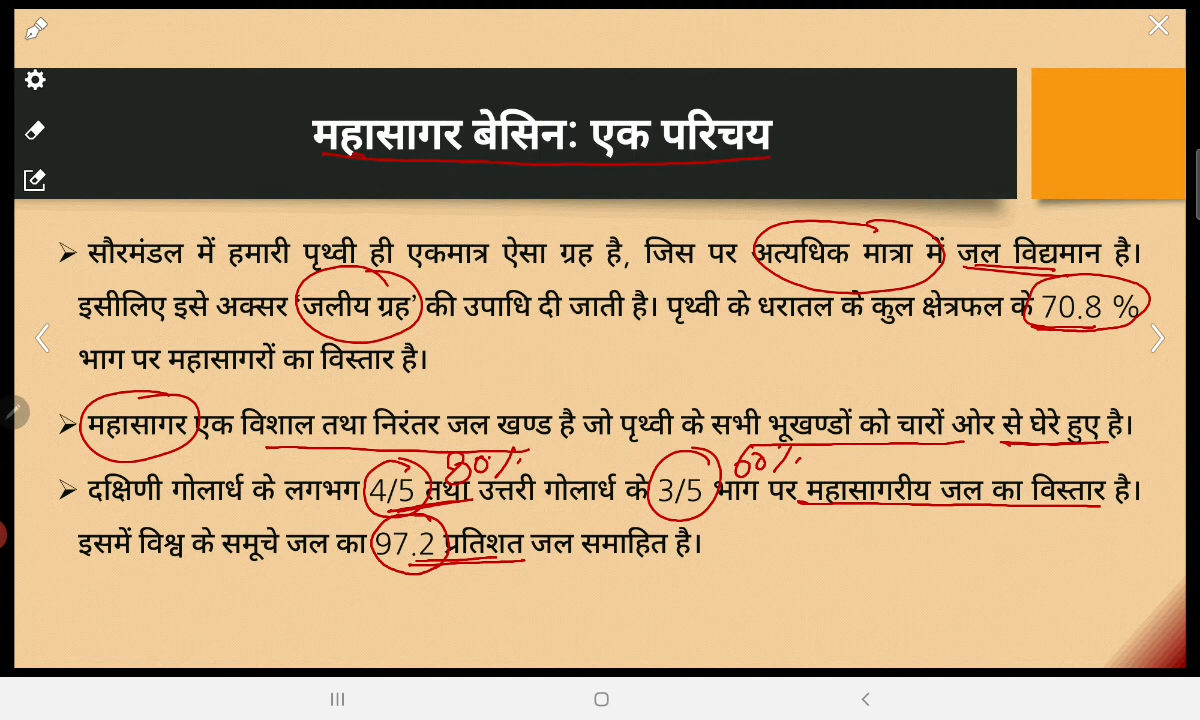 महासागर बेसिन: एक परिचय
➢ सौरमंडल में हमारी पृथ्वी ही एकमात्र ऐसा ग्रह है, जिस पर अत्यधिक मात्रा में जल विद्यमान है।
इसीलिए इसे अक्सर ‘जलीय ग्रह’ की उपाधि दी जाती है। पृथ्वी के धरातल के कुल क्षेत्रफल के 70.8 %
भाग पर महासागरों का विस्तार है।
➢ महासागर एक विशाल तथा निरंतर जल खण्ड है जो पृथ्वी के सभी भूखण्डों को चारों ओर से घेरे हुए है।
80% 60%
➢ दक्षिणी गोलार्ध के लगभग 4/5 तथा उत्तरी गोलार्ध के 3/5 भाग पर महासागरीय जल का विस्तार है।
इसमें विश्व के समूचे जल का 97.2 प्रतिशत जल समाहित है।